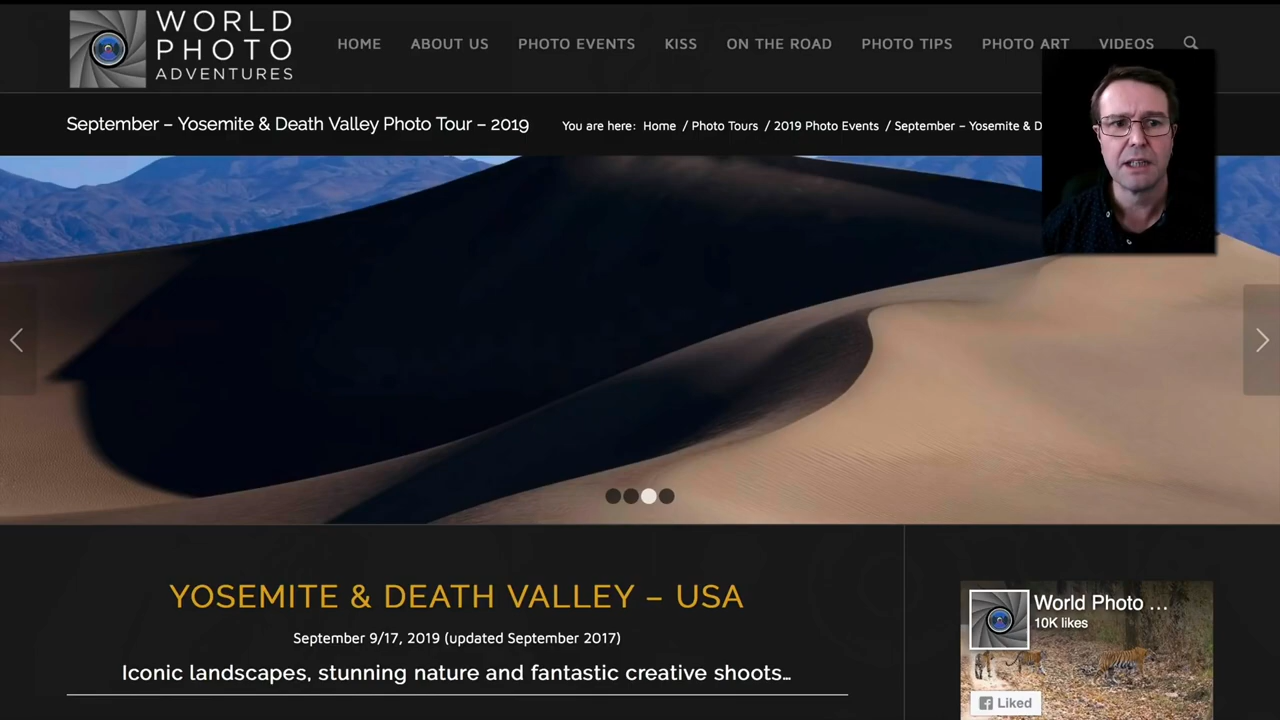 WORLD
PHOTO
ADVENTURES
HOME ABOUT US PHOTO EVENTS KISS ON THE ROAD PHOTO TIPS PHOTO ART VIDEOS
September – Yosemite & Death Valley Photo Tour – 2019
You are here: Home / Photo Tours / 2019 Photo Events / September – Yosemite & D
YOSEMITE & DEATH VALLEY – USA
September 9/17, 2019 (updated September 2017)
Iconic landscapes, stunning nature and fantastic creative shoots…
World Photo ...
10K likes
Liked